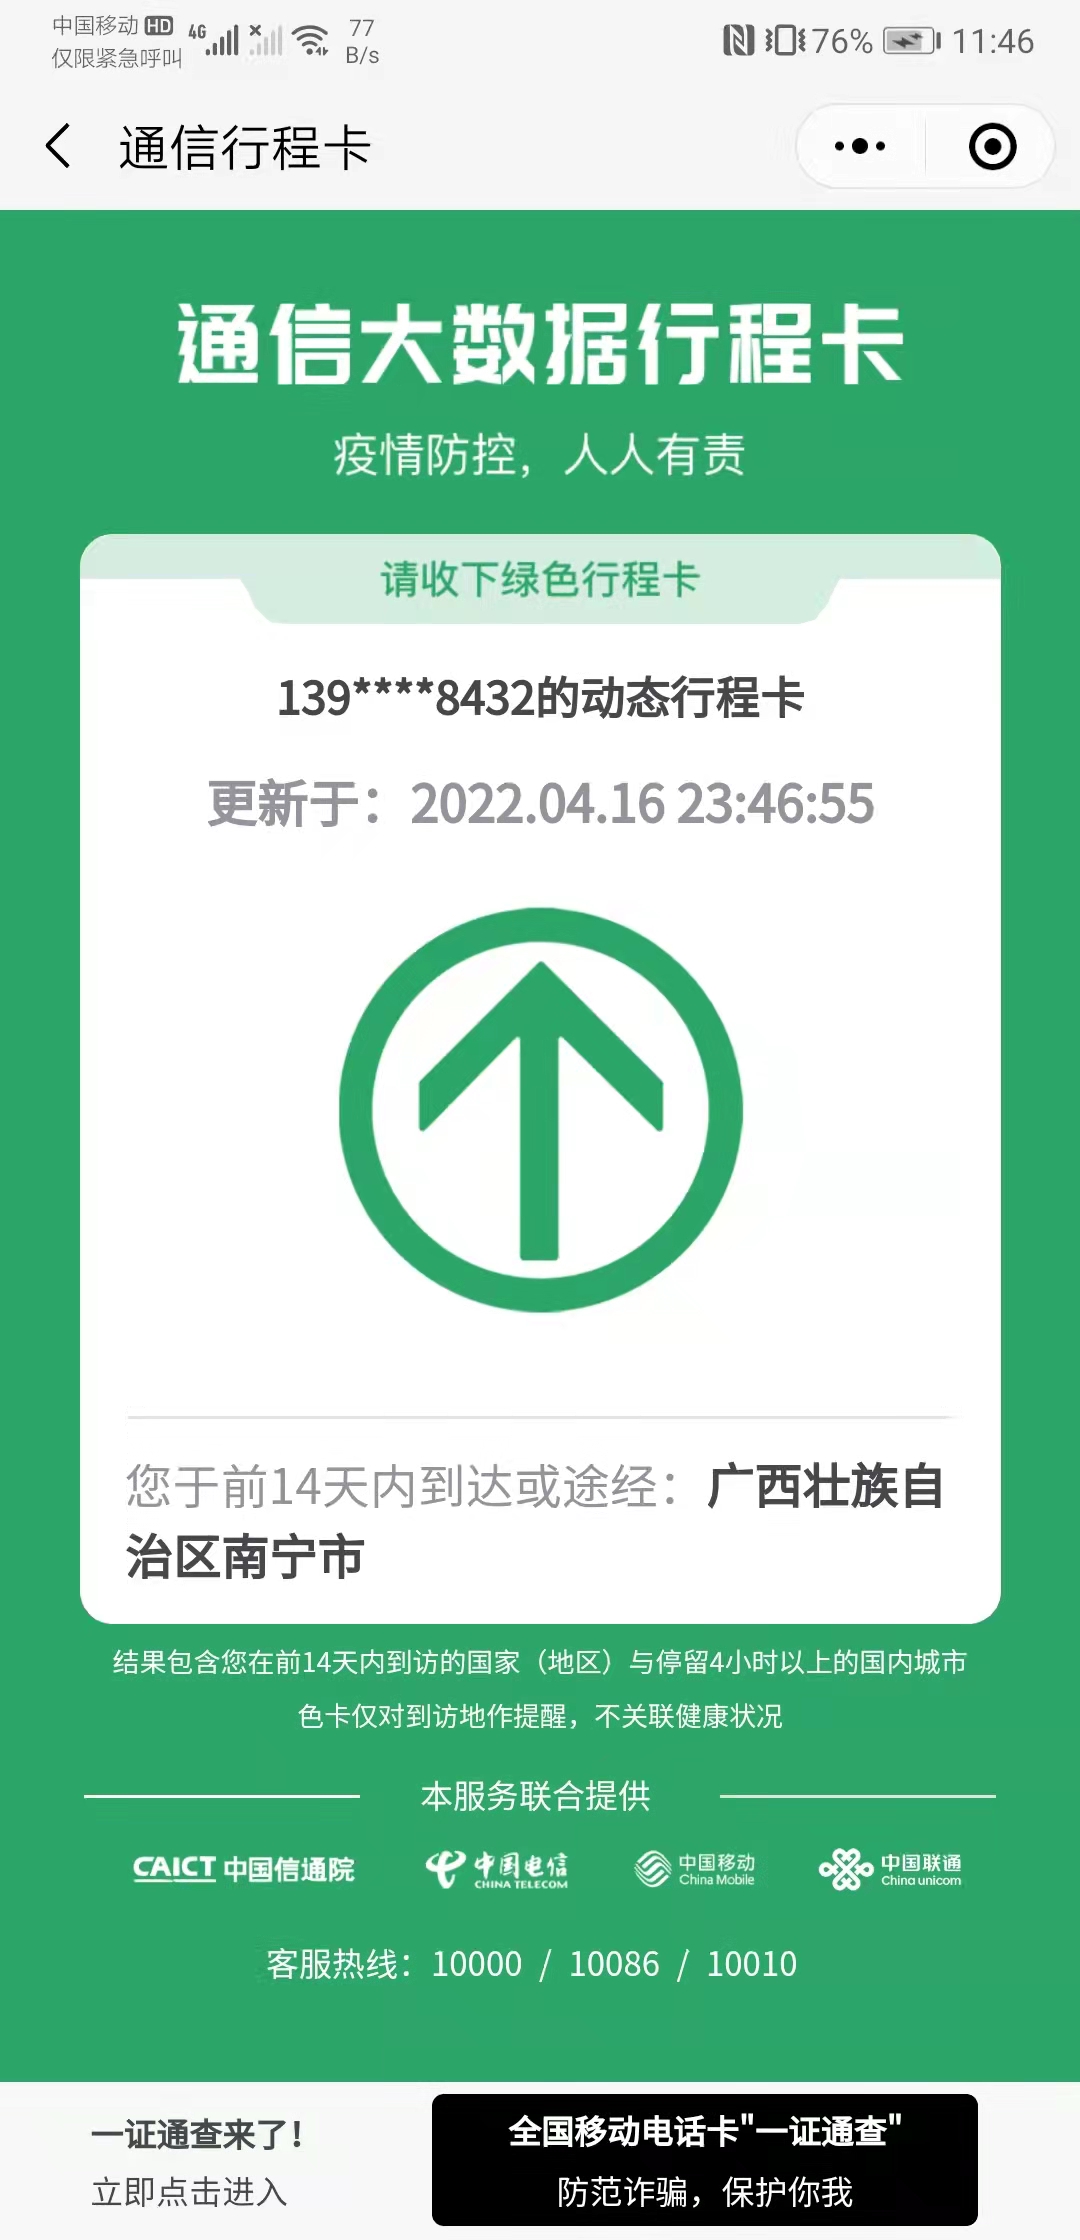 中国移动 HD 4G 77 76% 11:46
仅限紧急呼叫 B/s
通信行程卡
通信大数据行程卡
疫情防控，人人有责
请收下绿色行程卡
139****8432的动态行程卡
更新于：2022.04.16 23:46:55
您于前14天内到达或途经：广西壮族自
治区南宁市
结果包含您在前14天内到访的国家（地区）与停留4小时以上的国内城市
色卡仅对到访地作提醒，不关联健康状况
本服务联合提供
CAICT 中国信通院 中国电信 中国移动 中国联通
CHINA TELECOM China Mobile China unicom
客服热线：10000 / 10086 / 10010
一证通查来了！ 全国移动电话卡"一证通查"
立即点击进入 防范诈骗，保护你我